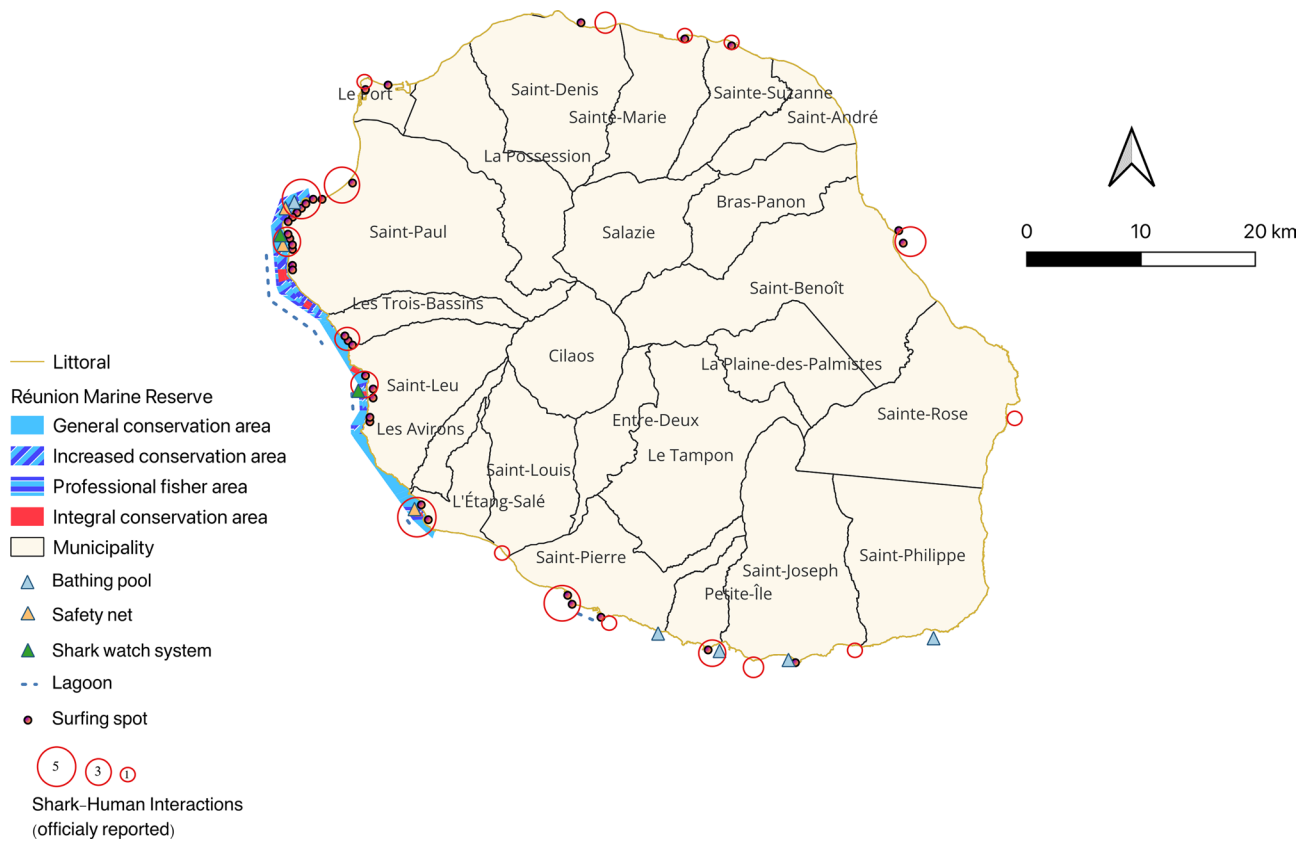 Saint-Denis
Sainte-Suzanne
Le Port
Sainte-Marie
Saint-André
La Possession
Bras-Panon
Saint-Paul
Salazie
0 10 20 km
Saint-Benoît
Les Trois-Bassins
Cilaos
La Plaine-des-Palmistes
Saint-Leu
Sainte-Rose
Entre-Deux
Les Avirons
Le Tampon
Saint-Louis
L'Étang-Salé
Saint-Pierre
Saint-Philippe
Saint-Joseph
Petite-Île
Littoral
Réunion Marine Reserve
General conservation area
Increased conservation area
Professional fisher area
Integral conservation area
Municipality
Bathing pool
Safety net
Shark watch system
Lagoon
Surfing spot
5 3 1
Shark–Human Interactions
(officialy reported)